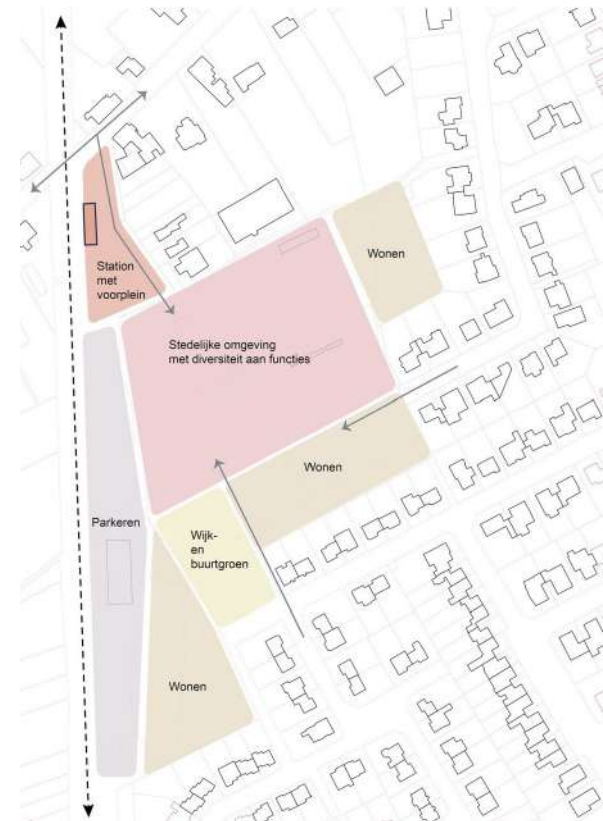 Wonen
Station
met
voorplein
Stedelijke omgeving
met diversiteit aan functies
Wonen
Parkeren
Wijk-
en
buurtgroen
Wonen